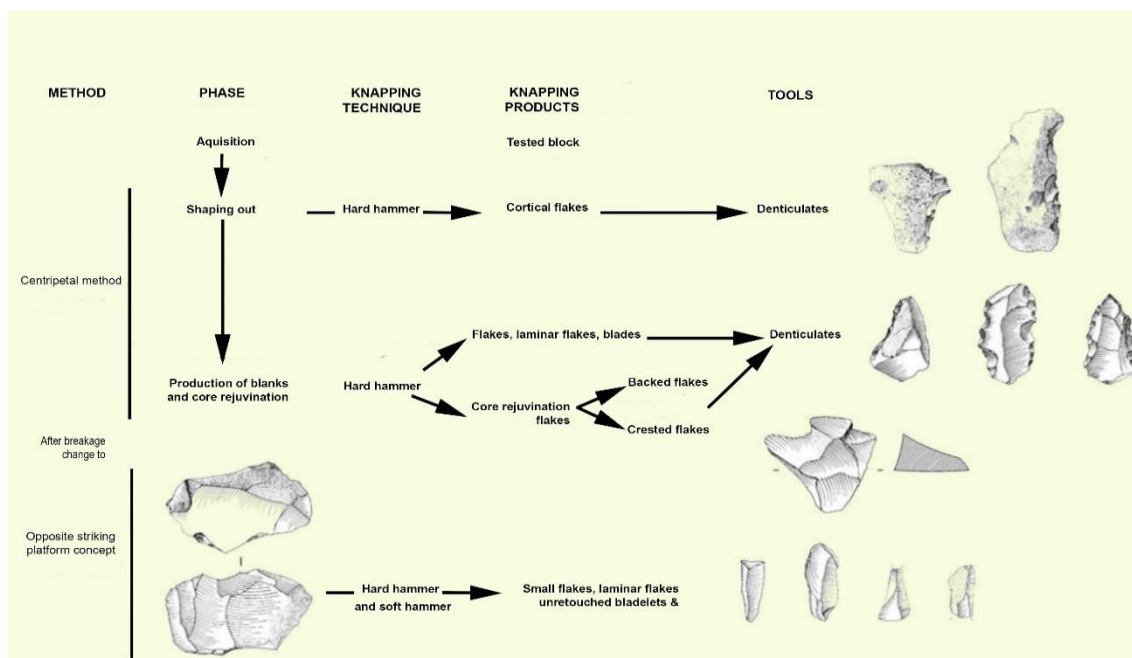 METHOD
PHASE
KNAPPING
TECHNIQUE
KNAPPING
PRODUCTS
TOOLS
Aquisition
Tested block
Shaping out
Hard hammer
Cortical flakes
Denticulates
Centripetal method
Flakes, laminar flakes, blades
Denticulates
Production of blanks
and core rejuvination
Hard hammer
Backed flakes
Core rejuvination
flakes
Crested flakes
After breakage
change to
Opposite striking
platform concept
Hard hammer
and soft hammer
Small flakes, laminar flakes
unretouched bladelets &